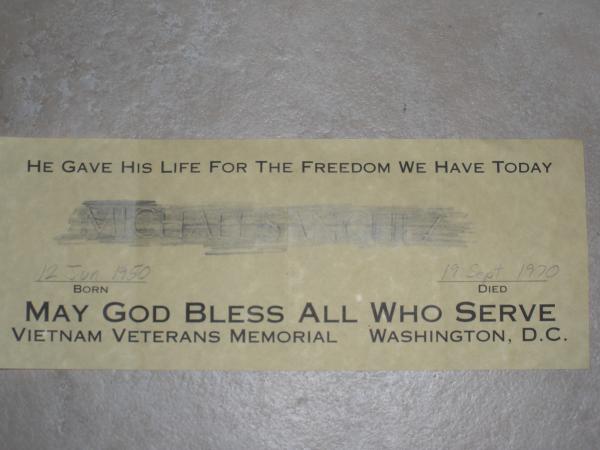 HE GAVE HIS LIFE FOR THE FREEDOM WE HAVE TODAY
MICHAEL S
12 Jun 1950 19 Sept 1970
BORN DIED
MAY GOD BLESS ALL WHO SERVE
VIETNAM VETERANS MEMORIAL WASHINGTON, D.C.